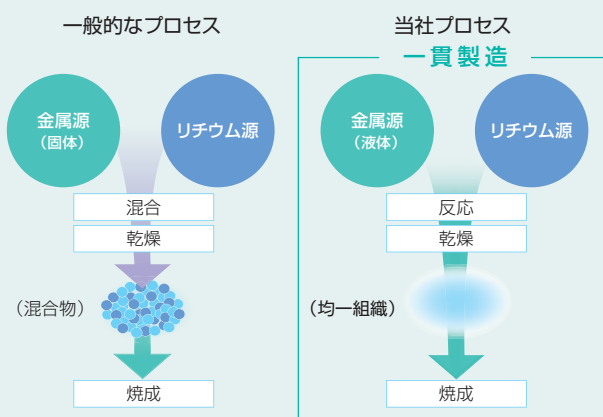 一般的なプロセス
金属源
（固体）
リチウム源
混合
乾燥
（混合物）
焼成
当社プロセス
一貫製造
金属源
（液体）
リチウム源
反応
乾燥
（均一組織）
焼成